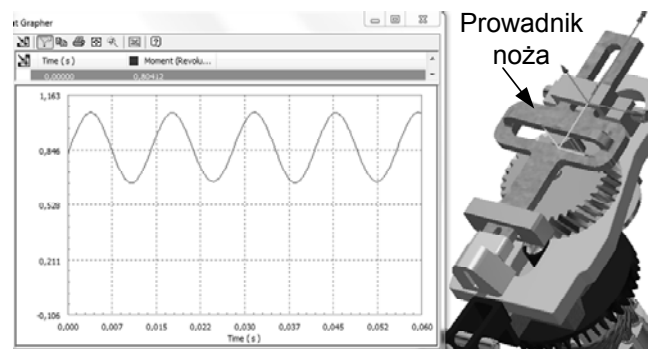 t Grapher
Time ( s ) Moment (Revolu...
0,00000 0,80412
1,163
0,846
0,528
0,211
-0,106
0,000 0,007 0,015 0,022 0,030 0,037 0,045 0,052 0,060
Time ( s )
Prowadnik
noża